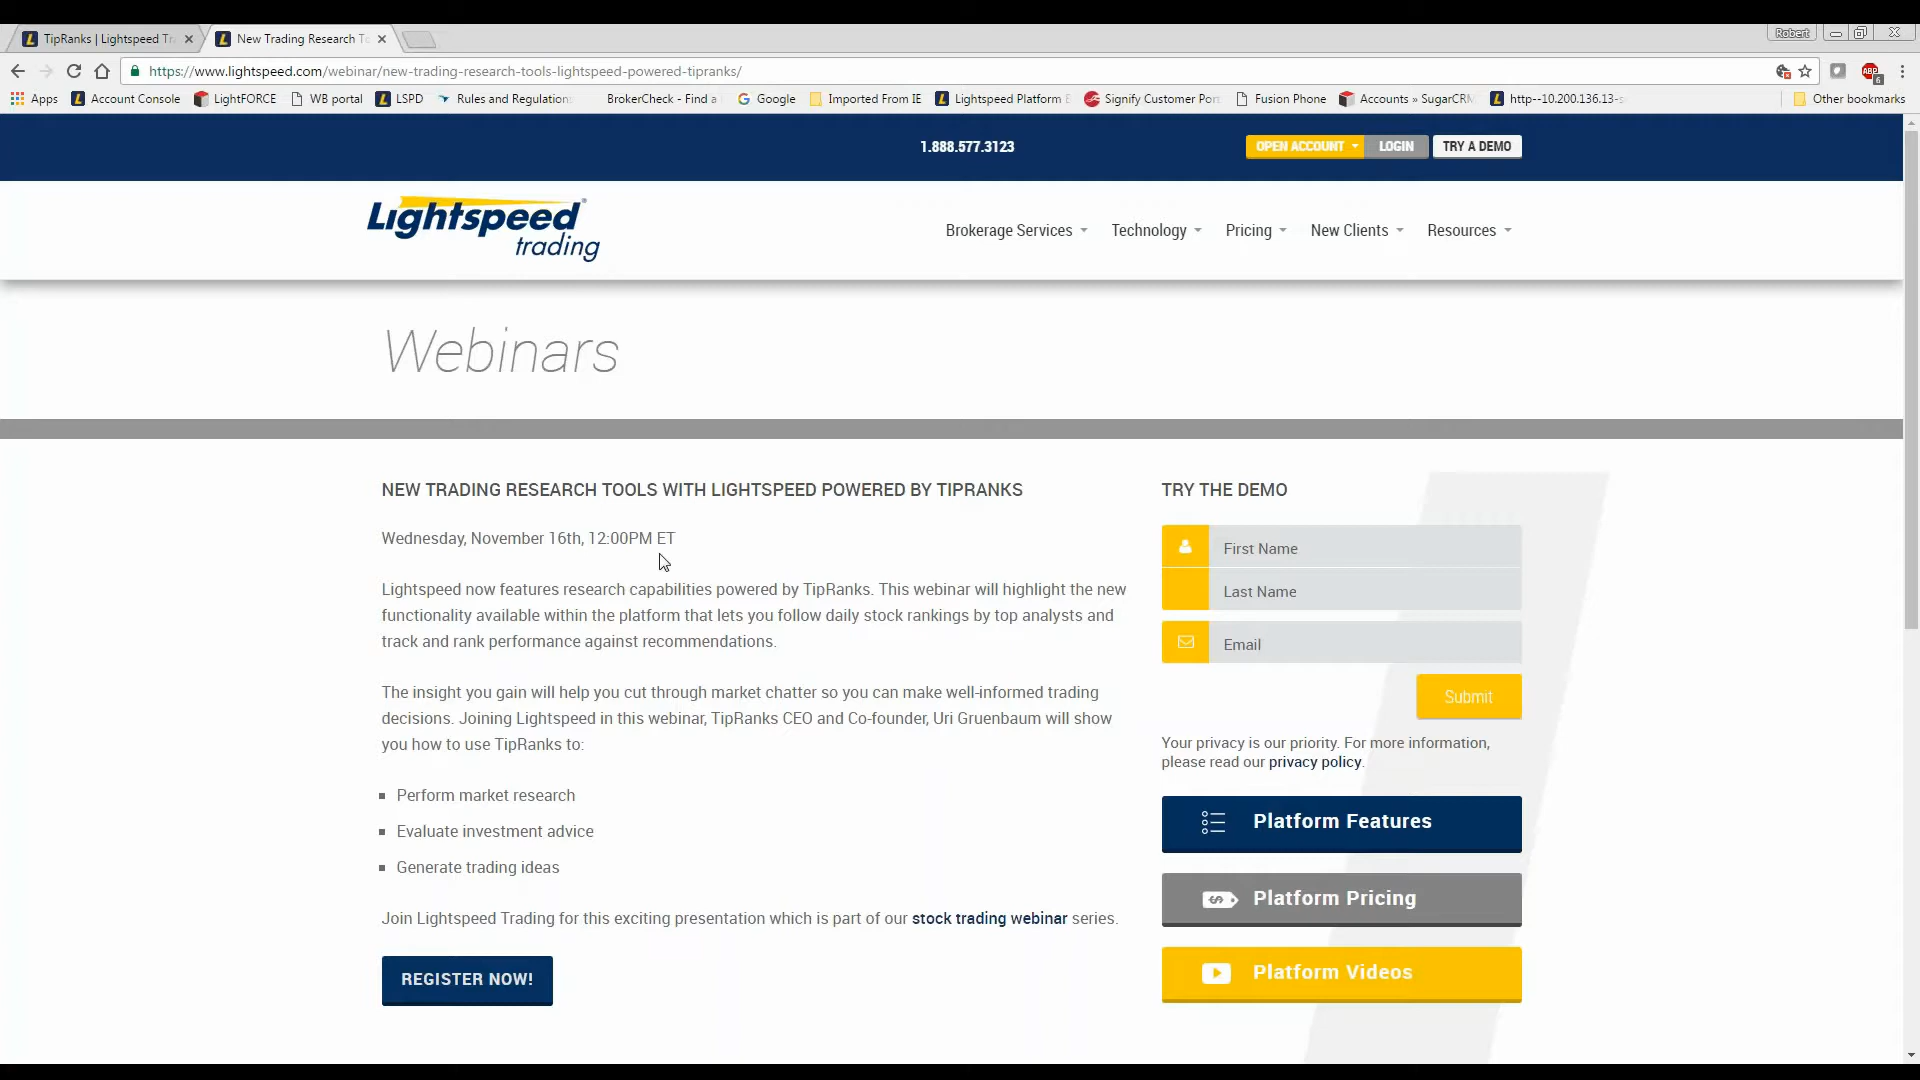 TipRanks | Lightspeed Tr
New Trading Research To
Robert
https://www.lightspeed.com/webinar/new-trading-research-tools-lightspeed-powered-tipranks/
ABP
6
Apps
Account Console
LightFORCE
WB portal
LSPD
Rules and Regulations
BrokerCheck - Find a
Google
Imported From IE
Lightspeed Platform
Signify Customer Por
Fusion Phone
Accounts » SugarCRM
http--10.200.136.13-s
Other bookmarks
1.888.577.3123
OPEN ACCOUNT
LOGIN
TRY A DEMO
Lightspeed®
trading
Brokerage Services
Technology
Pricing
New Clients
Resources
Webinars
NEW TRADING RESEARCH TOOLS WITH LIGHTSPEED POWERED BY TIPRANKS
Wednesday, November 16th, 12:00PM ET
Lightspeed now features research capabilities powered by TipRanks. This webinar will highlight the new
functionality available within the platform that lets you follow daily stock rankings by top analysts and
track and rank performance against recommendations.
The insight you gain will help you cut through market chatter so you can make well-informed trading
decisions. Joining Lightspeed in this webinar, TipRanks CEO and Co-founder, Uri Gruenbaum will show
you how to use TipRanks to:
Perform market research
Evaluate investment advice
Generate trading ideas
Join Lightspeed Trading for this exciting presentation which is part of our stock trading webinar series.
REGISTER NOW!
TRY THE DEMO
First Name
Last Name
Email
Submit
Your privacy is our priority. For more information,
please read our privacy policy.
Platform Features
Platform Pricing
Platform Videos